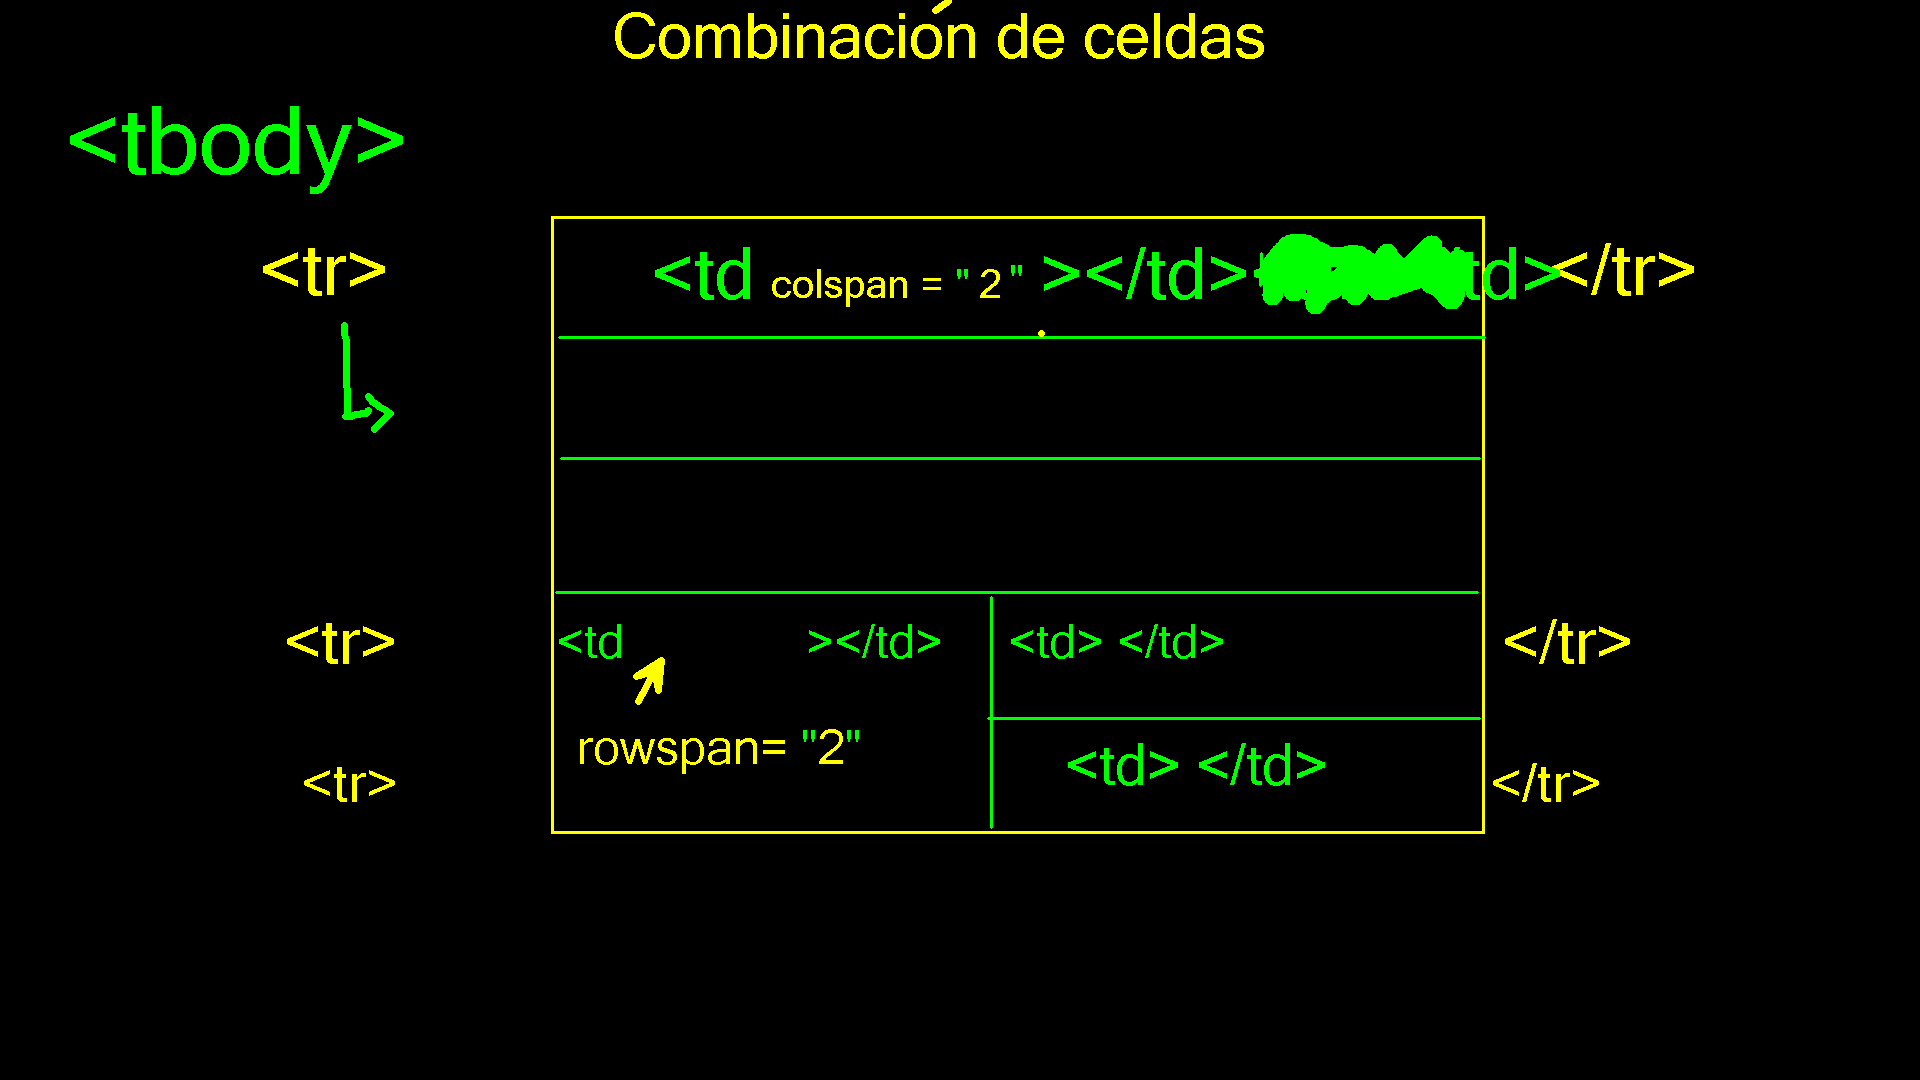 Combinación de celdas
<tbody>
<tr> <td colspan = " 2 " ></td> td></tr>
<tr> <td ></td> <td> </td> </tr>
rowspan= "2"
<tr> <td> </td> </tr>